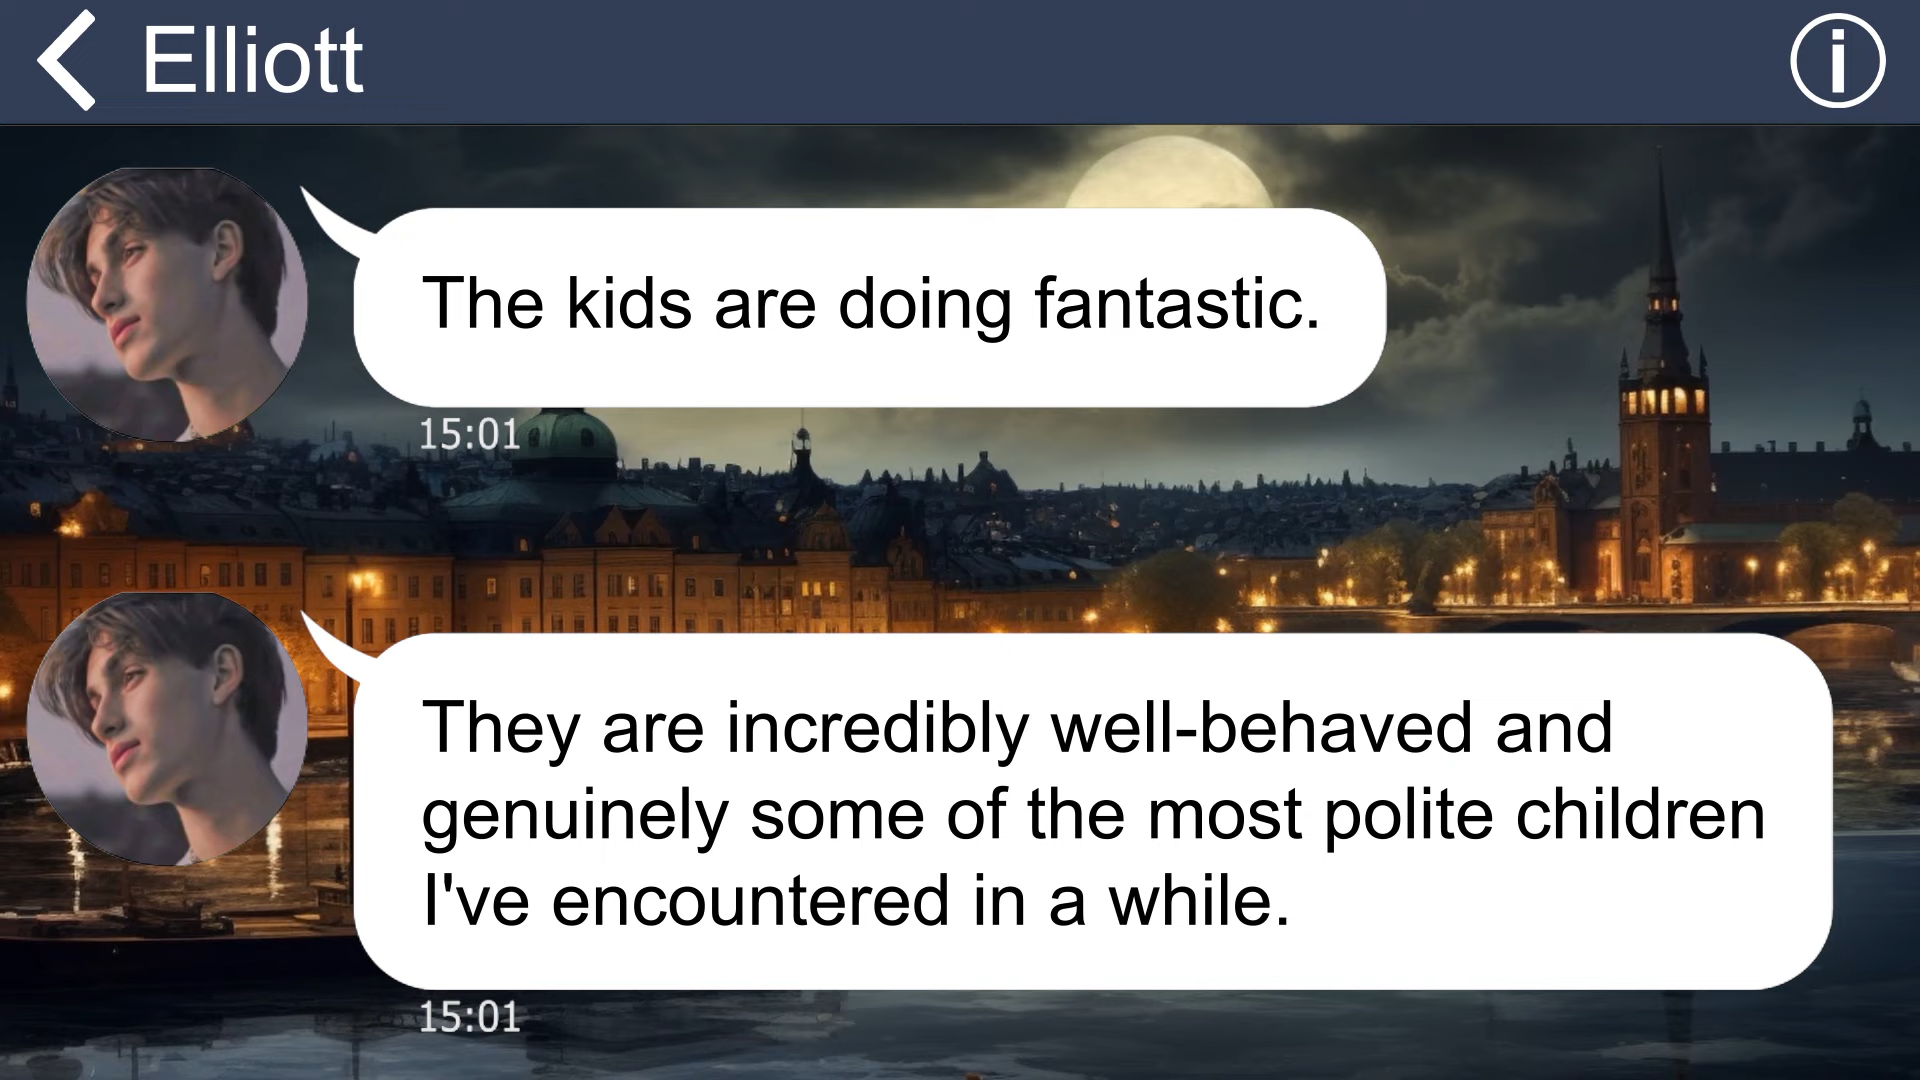 Elliott
The kids are doing fantastic.
15:01
They are incredibly well-behaved and
genuinely some of the most polite children
I've encountered in a while.
15:01